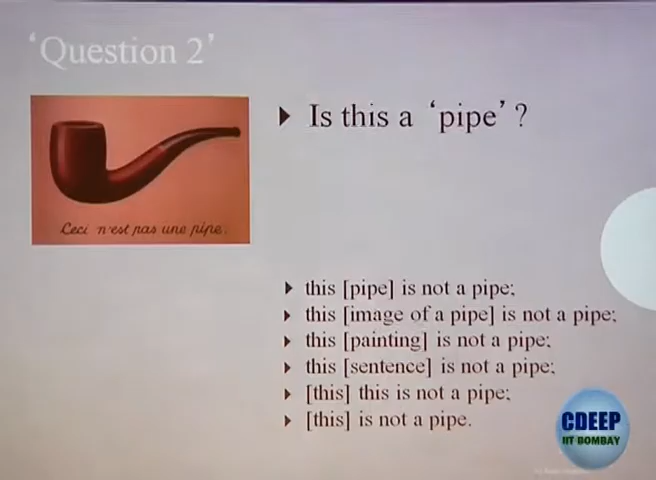 'Question 2'
Is this a 'pipe'?
Ceci n'est pas une pipe.
this [pipe] is not a pipe;
this [image of a pipe] is not a pipe;
this [painting] is not a pipe;
this [sentence] is not a pipe;
[this] this is not a pipe;
[this] is not a pipe.
CDEEP
IIT BOMBAY